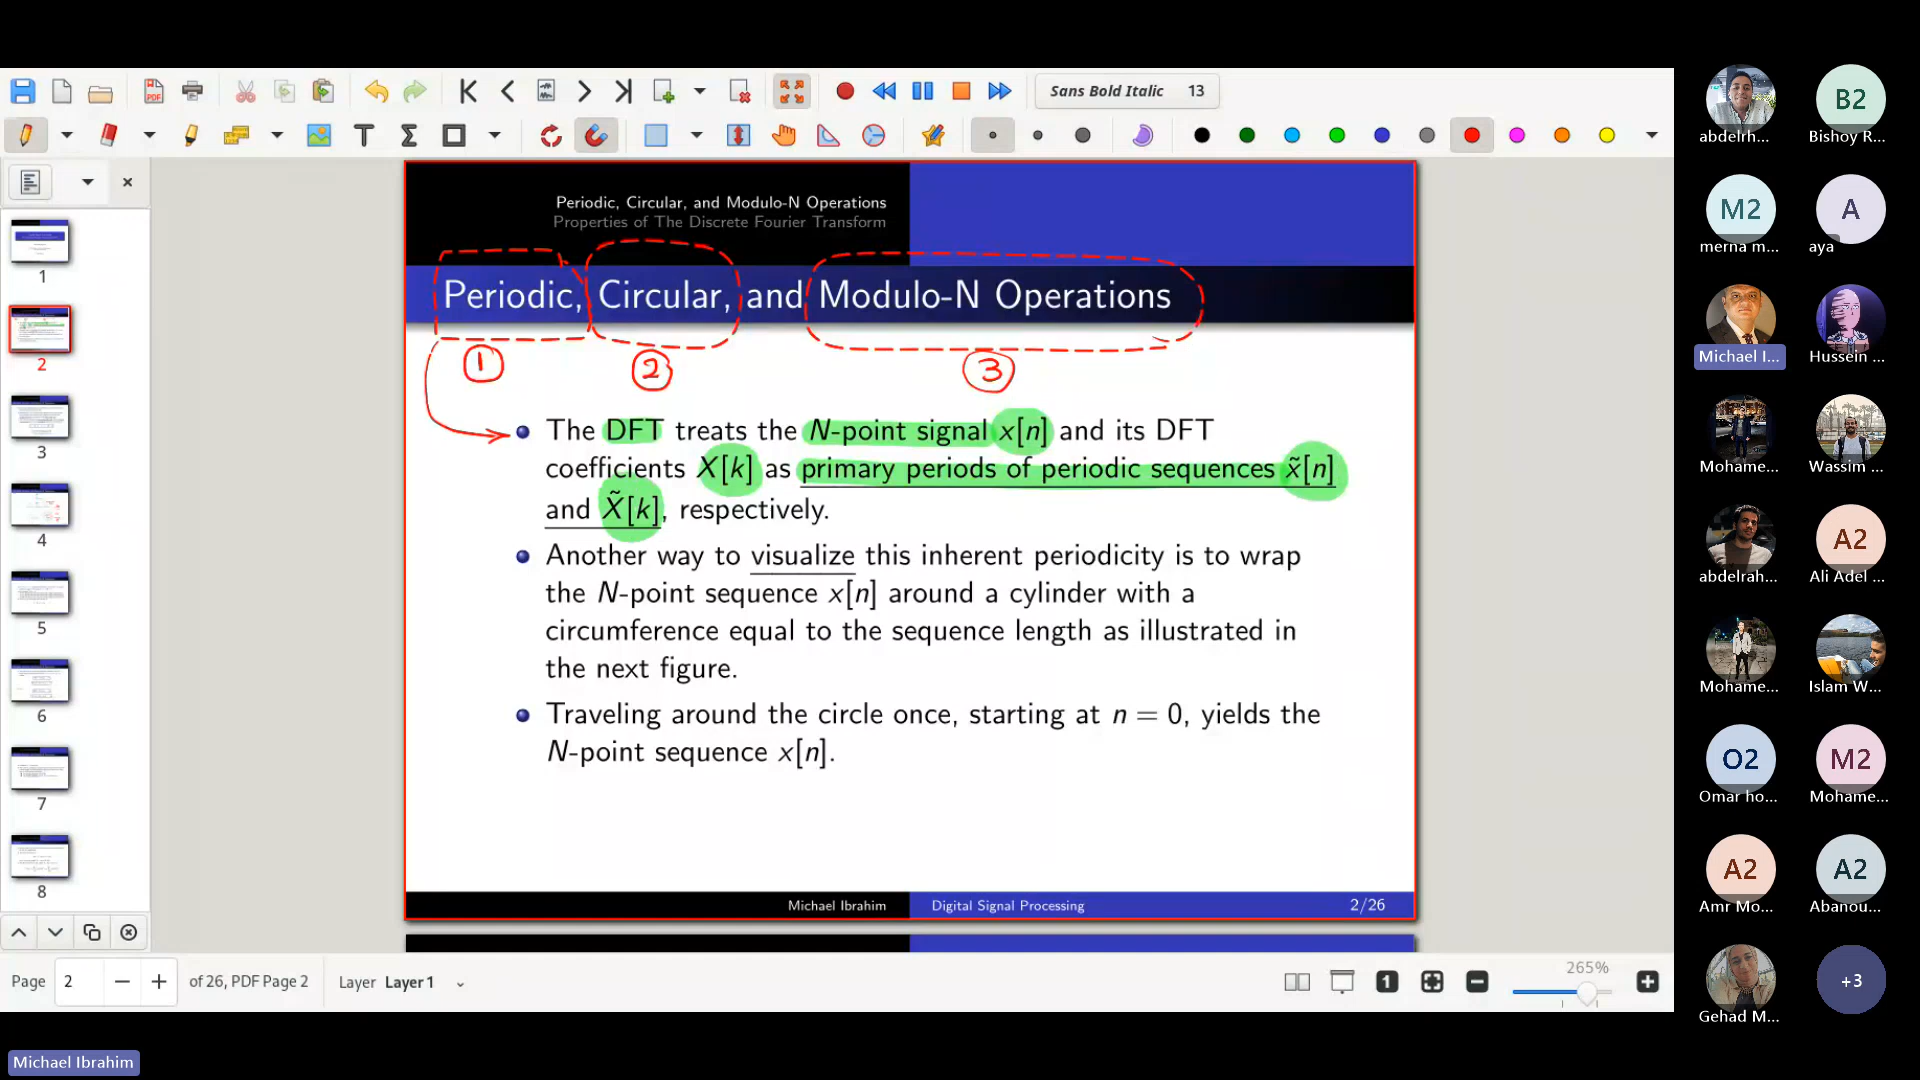 Sans Bold Italic 13
Periodic, Circular, and Modulo-N Operations
Properties of The Discrete Fourier Transform
Periodic, Circular, and Modulo-N Operations
1 2 3
The DFT treats the N-point signal x[n] and its DFT
coefficients X[k] as primary periods of periodic sequences x̃[n]
and X̃[k], respectively.
Another way to visualize this inherent periodicity is to wrap
the N-point sequence x[n] around a cylinder with a
circumference equal to the sequence length as illustrated in
the next figure.
Traveling around the circle once, starting at n = 0, yields the
N-point sequence x[n].
Michael Ibrahim Digital Signal Processing 2/26
1
2
3
4
5
6
7
8
Page 2 of 26, PDF Page 2 Layer Layer 1 1 265%
Michael Ibrahim
abdelrh... B2 Bishoy R...
M2 merna m... A aya
Michael I... Hussein ...
Mohame... Wassim ...
abdelrah... A2 Ali Adel ...
Mohame... Islam W...
O2 Omar ho... M2 Mohame...
A2 Amr Mo... A2 Abanou...
Gehad M... +3